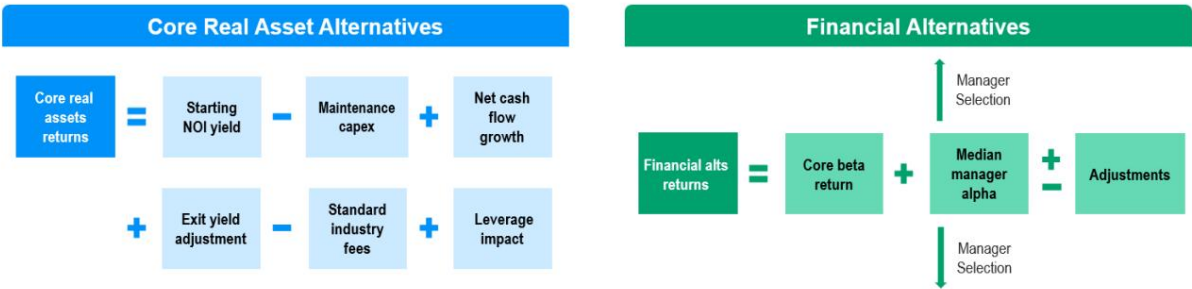 Core Real Asset Alternatives
Core real
assets
returns
=
Starting
NOI yield
−
Maintenance
capex
+
Net cash
flow
growth
+
Exit yield
adjustment
−
Standard
industry
fees
+
Leverage
impact
Financial Alternatives
Manager
Selection
Financial alts
returns
=
Core beta
return
+
Median
manager
alpha
+
−
Adjustments
Manager
Selection